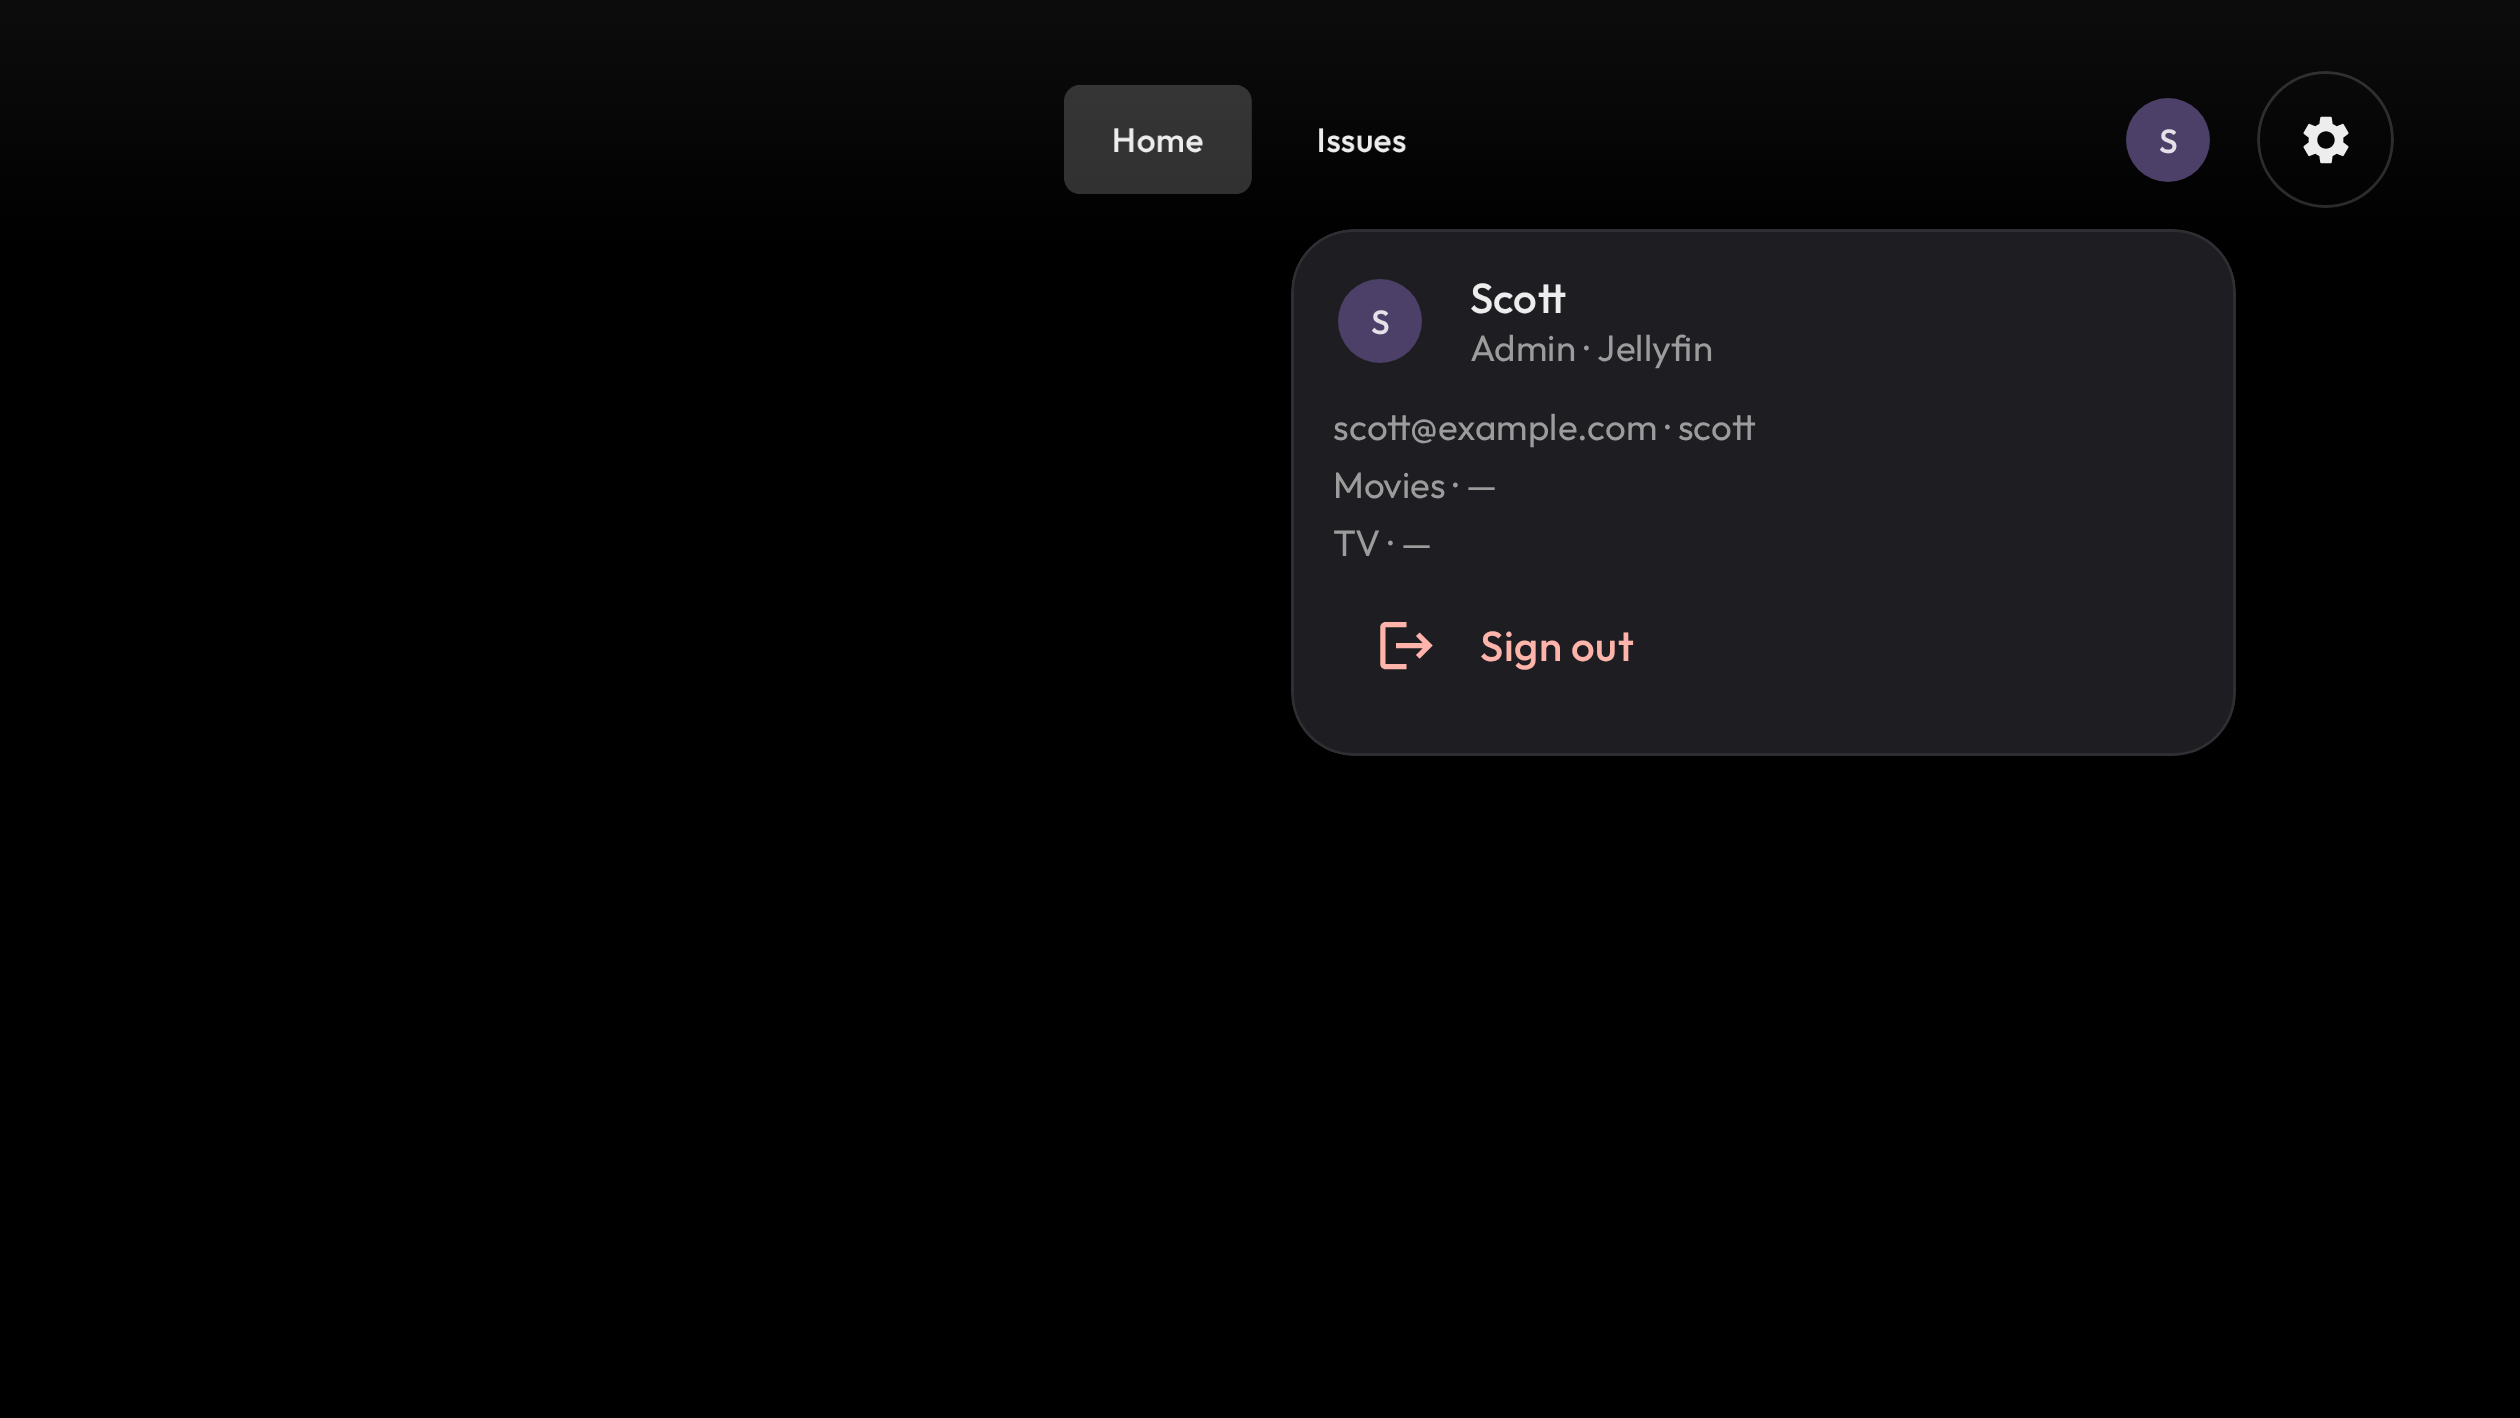 Home Issues S
S Scott
Admin · Jellyfin
scott@example.com · scott
Movies · —
TV · —
Sign out